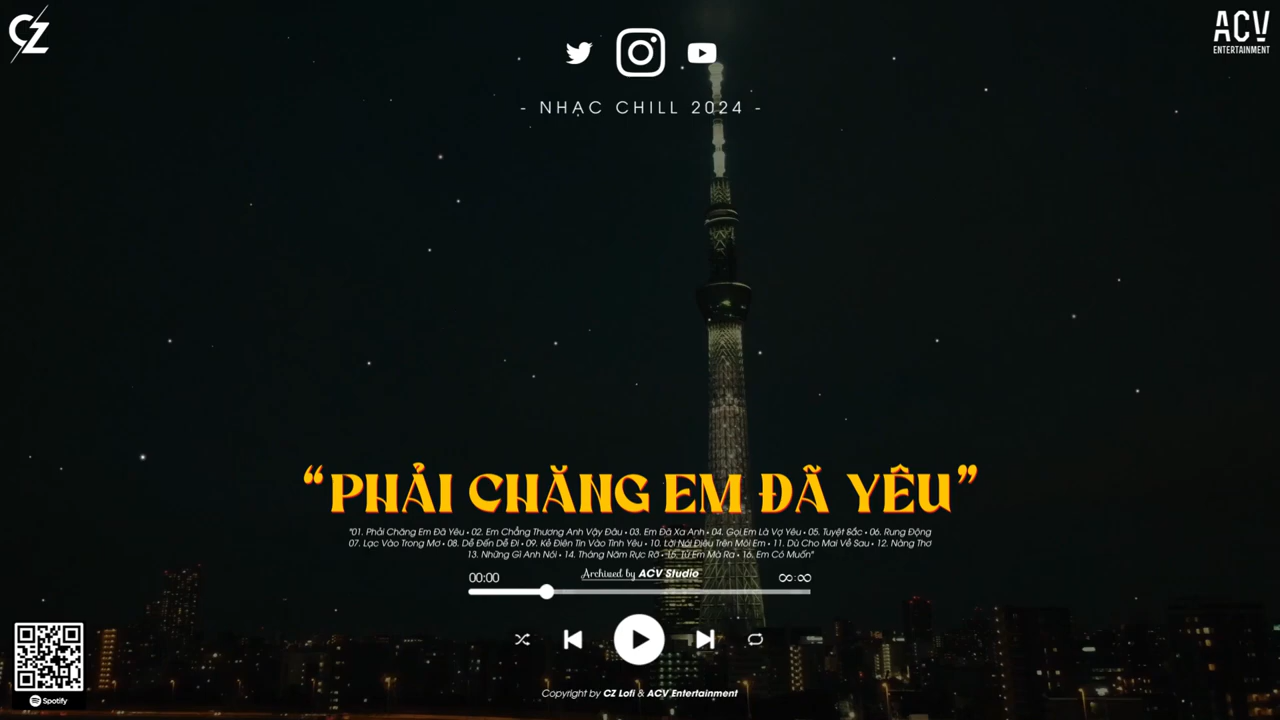 CZ
ACV
ENTERTAINMENT
- NHẠC CHILL 2024 -
“PHẢI CHĂNG EM ĐÃ YÊU”
"01. Phải Chăng Em Đã Yêu • 02. Em Chẳng Thương Anh Vậy Đâu • 03. Em Đã Xa Anh • 04. Gọi Em Là Vợ Yêu • 05. Tuyệt Sắc • 06. Rung Động
07. Lạc Vào Trong Mơ • 08. Dễ Đến Dễ Đi • 09. Kẻ Điên Tin Vào Tình Yêu • 10. Lời Nói Điêu Trên Môi Em • 11. Dù Cho Mai Về Sau • 12. Nàng Thơ
13. Những Gì Anh Nói • 14. Tháng Năm Rực Rỡ • 15. Từ Em Mà Ra • 16. Em Có Muốn"
Archived by ACV Studio
00:00
∞:∞
Spotify
Copyright by CZ Lofi & ACV Entertainment